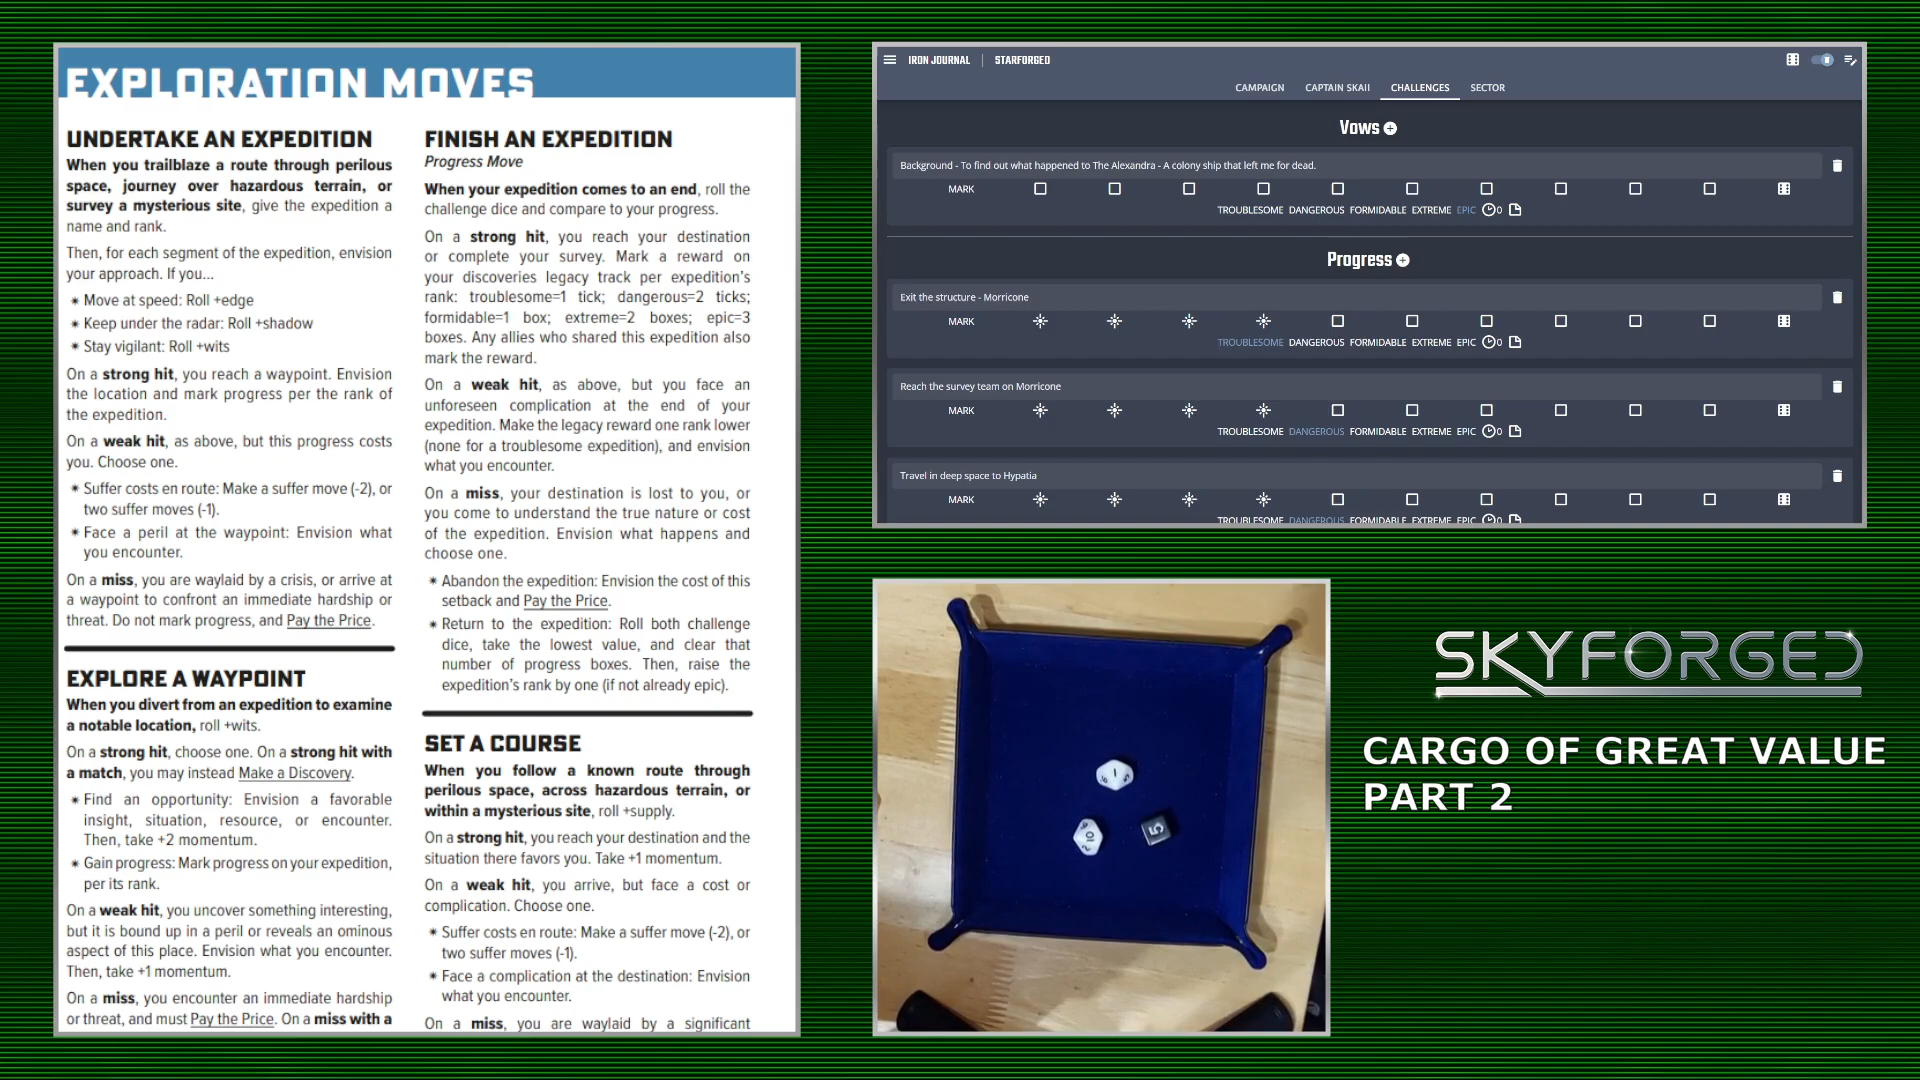 EXPLORATION MOVES
UNDERTAKE AN EXPEDITION
When you trailblaze a route through perilous
space, journey over hazardous terrain, or
survey a mysterious site, give the expedition a
name and rank.
Then, for each segment of the expedition, envision
your approach. If you...
✴ Move at speed: Roll +edge
✴ Keep under the radar: Roll +shadow
✴ Stay vigilant: Roll +wits
On a strong hit, you reach a waypoint. Envision
the location and mark progress per the rank of
the expedition.
On a weak hit, as above, but this progress costs
you. Choose one.
✴ Suffer costs en route: Make a suffer move (-2), or
two suffer moves (-1).
✴ Face a peril at the waypoint: Envision what
you encounter.
On a miss, you are waylaid by a crisis, or arrive at
a waypoint to confront an immediate hardship or
threat. Do not mark progress, and Pay the Price.
EXPLORE A WAYPOINT
When you divert from an expedition to examine
a notable location, roll +wits.
On a strong hit, choose one. On a strong hit with
a match, you may instead Make a Discovery.
✴ Find an opportunity: Envision a favorable
insight, situation, resource, or encounter.
Then, take +2 momentum.
✴ Gain progress: Mark progress on your expedition,
per its rank.
On a weak hit, you uncover something interesting,
but it is bound up in a peril or reveals an ominous
aspect of this place. Envision what you encounter.
Then, take +1 momentum.
On a miss, you encounter an immediate hardship
or threat, and must Pay the Price. On a miss with a
FINISH AN EXPEDITION
Progress Move
When your expedition comes to an end, roll the
challenge dice and compare to your progress.
On a strong hit, you reach your destination
or complete your survey. Mark a reward on
your discoveries legacy track per expedition's
rank: troublesome=1 tick; dangerous=2 ticks;
formidable=1 box; extreme=2 boxes; epic=3
boxes. Any allies who shared this expedition also
mark the reward.
On a weak hit, as above, but you face an
unforeseen complication at the end of your
expedition. Make the legacy reward one rank lower
(none for a troublesome expedition), and envision
what you encounter.
On a miss, your destination is lost to you, or
you come to understand the true nature or cost
of the expedition. Envision what happens and
choose one.
✴ Abandon the expedition: Envision the cost of this
setback and Pay the Price.
✴ Return to the expedition: Roll both challenge
dice, take the lowest value, and clear that
number of progress boxes. Then, raise the
expedition's rank by one (if not already epic).
SET A COURSE
When you follow a known route through
perilous space, across hazardous terrain, or
within a mysterious site, roll +supply.
On a strong hit, you reach your destination and the
situation there favors you. Take +1 momentum.
On a weak hit, you arrive, but face a cost or
complication. Choose one.
✴ Suffer costs en route: Make a suffer move (-2), or
two suffer moves (-1).
✴ Face a complication at the destination: Envision
what you encounter.
On a miss, you are waylaid by a significant
IRON JOURNAL | STARFORGED
CAMPAIGN CAPTAIN SKAII CHALLENGES SECTOR
Vows
Background - To find out what happened to The Alexandra - A colony ship that left me for dead.
MARK
TROUBLESOME DANGEROUS FORMIDABLE EXTREME EPIC 0
Progress
Exit the structure - Morricone
MARK
TROUBLESOME DANGEROUS FORMIDABLE EXTREME EPIC 0
Reach the survey team on Morricone
MARK
TROUBLESOME DANGEROUS FORMIDABLE EXTREME EPIC 0
Travel in deep space to Hypatia
MARK
TROUBLESOME DANGEROUS FORMIDABLE EXTREME EPIC 0
1
10
5
SKYFORGED
CARGO OF GREAT VALUE
PART 2